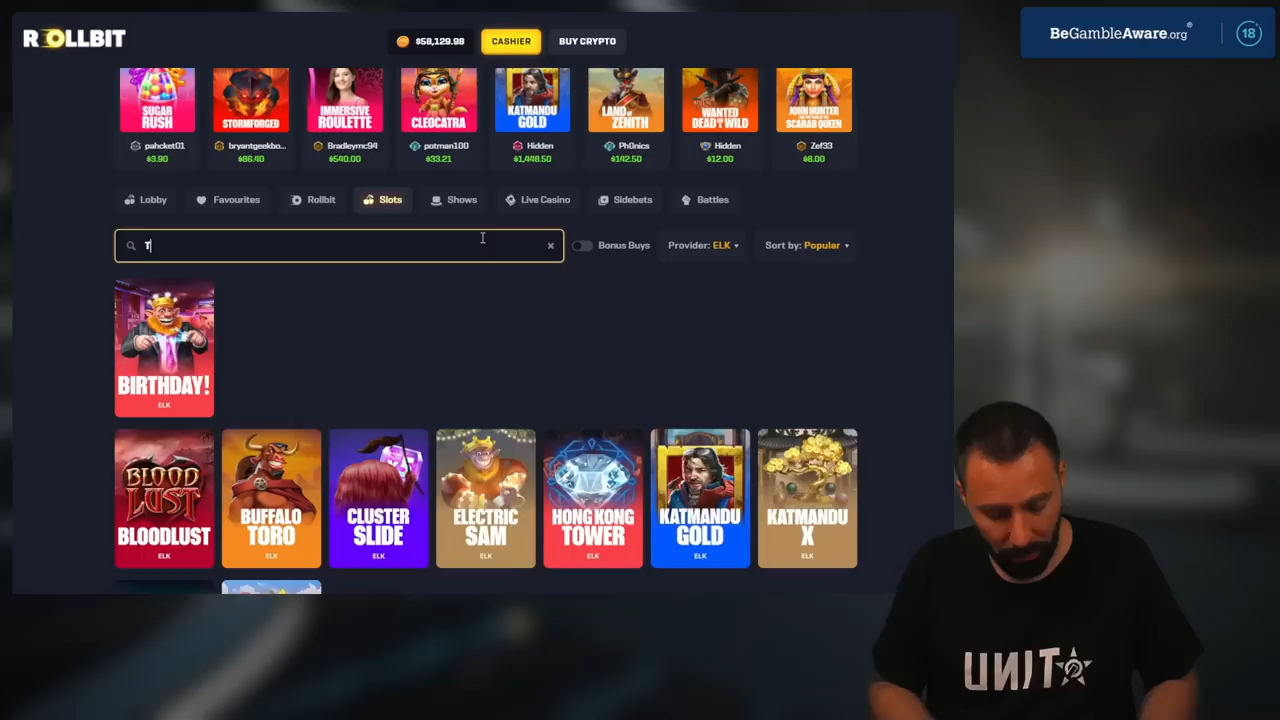 ROLLBIT
$58,129.98
CASHIER
BUY CRYPTO
BeGambleAware.org®
18+
SUGAR
RUSH
pahcket01
$3.90
STORMFORGED
bryantgeekbo...
$86.40
IMMERSIVE
ROULETTE
Bradleymc94
$540.00
CLEOCATRA
potman100
$33.21
KATMANDU
GOLD
Hidden
$1,448.50
LAND OF
ZENITH
Ph0nics
$142.50
WANTED
DEAD OR A WILD
Hidden
$12.00
JOHN HUNTER
SCARAB QUEEN
Zef33
$8.00
Lobby
Favourites
Rollbit
Slots
Shows
Live Casino
Sidebets
Battles
T
×
Bonus Buys
Provider: ELK
Sort by: Popular
BIRTHDAY!
ELK
BLOOD
LUST
BLOODLUST
ELK
BUFFALO
TORO
ELK
CLUSTER
SLIDE
ELK
ELECTRIC
SAM
ELK
HONG KONG
TOWER
ELK
KATMANDU
GOLD
ELK
KATMANDU
X
ELK
UNIT